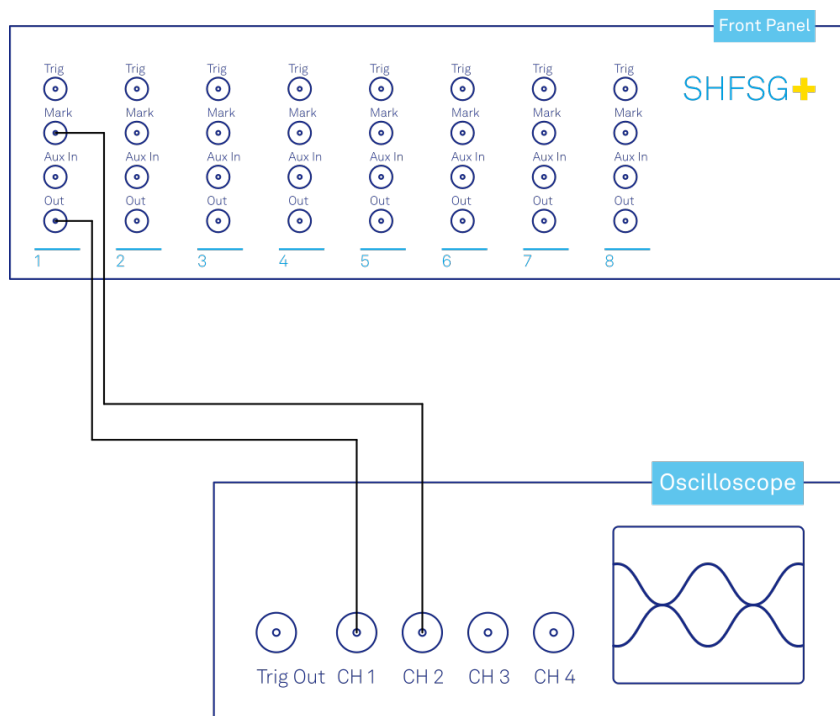 Front Panel
SHFSG+
Trig Trig Trig Trig Trig Trig Trig Trig
Mark Mark Mark Mark Mark Mark Mark Mark
Aux In Aux In Aux In Aux In Aux In Aux In Aux In Aux In
Out Out Out Out Out Out Out Out
1 2 3 4 5 6 7 8
Oscilloscope
Trig Out CH 1 CH 2 CH 3 CH 4